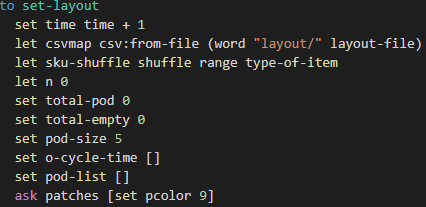 to set-layout
  set time time + 1
  let csvmap csv:from-file (word "layout/" layout-file)
  let sku-shuffle shuffle range type-of-item
  let n 0
  set total-pod 0
  set total-empty 0
  set pod-size 5
  set o-cycle-time []
  set pod-list []
  ask patches [set pcolor 9]